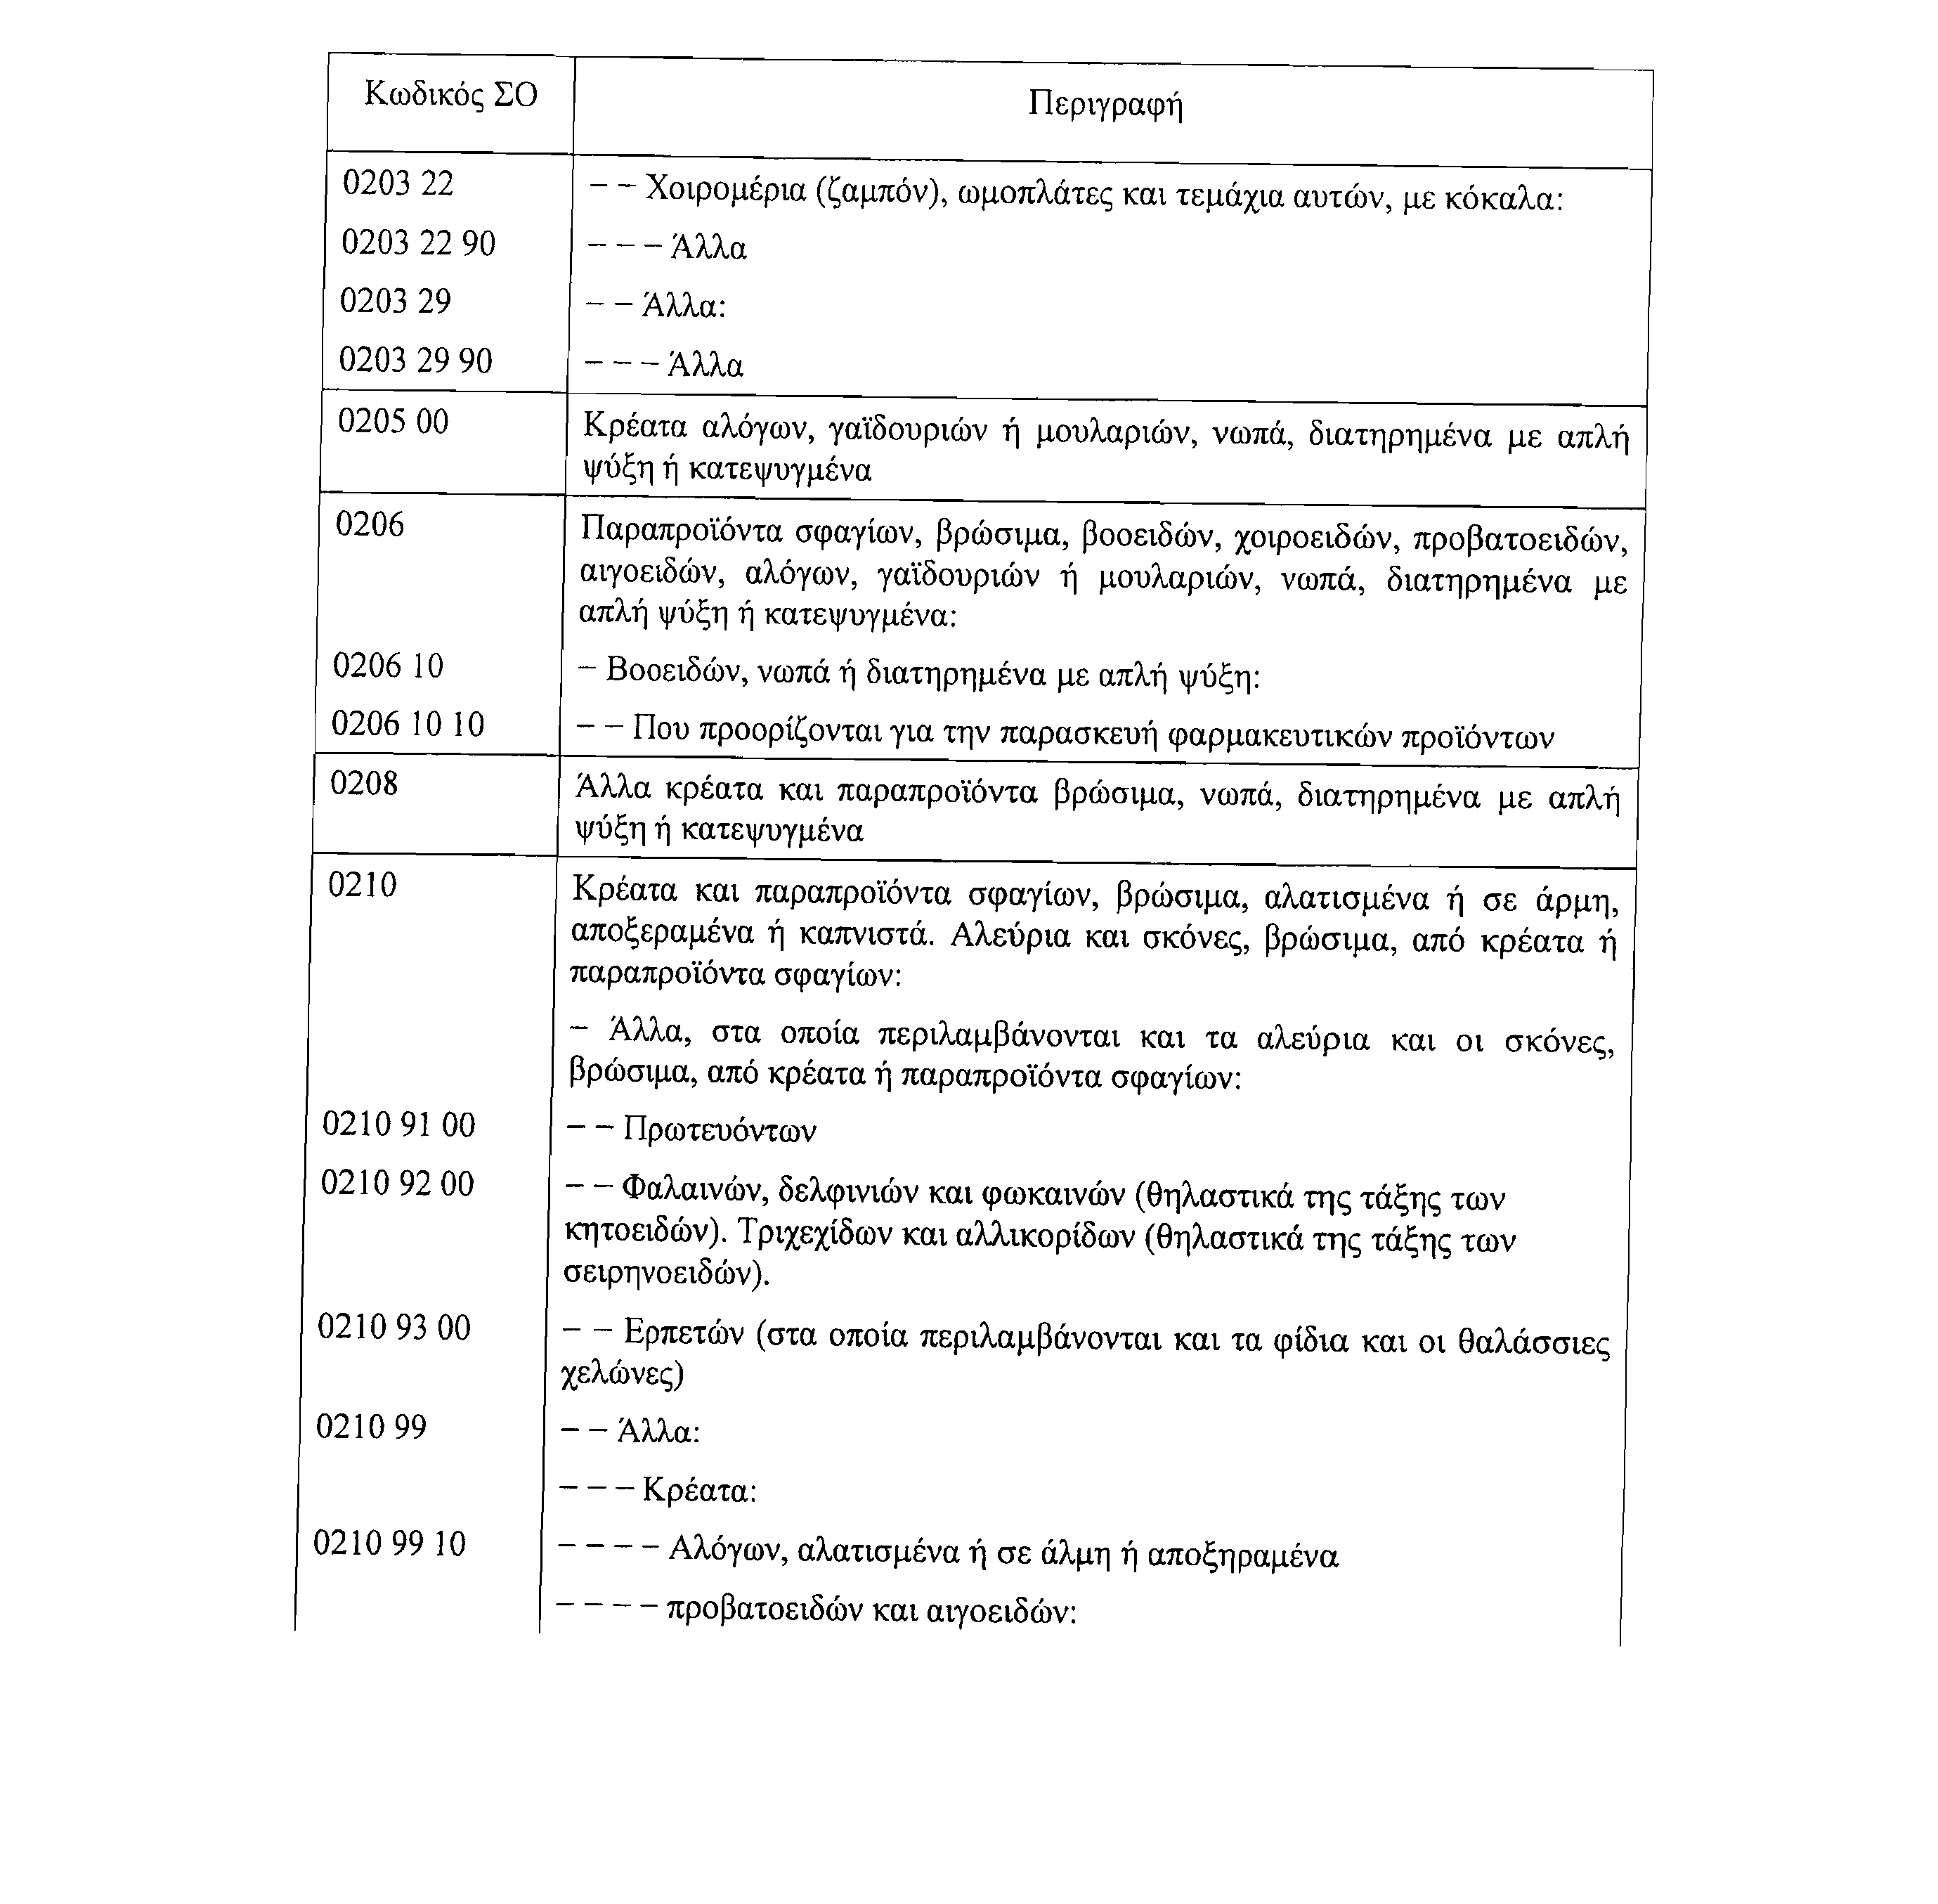 Κωδικός ΣΟ
Περιγραφή
0203 22
– – Χοιρομέρια (ζαμπόν), ωμοπλάτες και τεμάχια αυτών, με κόκαλα:
0203 22 90
– – – Άλλα
0203 29
– – Άλλα:
0203 29 90
– – – Άλλα
0205 00
Κρέατα αλόγων, γαϊδουριών ή μουλαριών, νωπά, διατηρημένα με απλή
ψύξη ή κατεψυγμένα
0206
Παραπροϊόντα σφαγίων, βρώσιμα, βοοειδών, χοιροειδών, προβατοειδών,
αιγοειδών, αλόγων, γαϊδουριών ή μουλαριών, νωπά, διατηρημένα με
απλή ψύξη ή κατεψυγμένα:
0206 10
– Βοοειδών, νωπά ή διατηρημένα με απλή ψύξη:
0206 10 10
– – Που προορίζονται για την παρασκευή φαρμακευτικών προϊόντων
0208
Άλλα κρέατα και παραπροϊόντα βρώσιμα, νωπά, διατηρημένα με απλή
ψύξη ή κατεψυγμένα
0210
Κρέατα και παραπροϊόντα σφαγίων, βρώσιμα, αλατισμένα ή σε άρμη,
αποξεραμένα ή καπνιστά. Αλεύρια και σκόνες, βρώσιμα, από κρέατα ή
παραπροϊόντα σφαγίων:
– Άλλα, στα οποία περιλαμβάνονται και τα αλεύρια και οι σκόνες,
βρώσιμα, από κρέατα ή παραπροϊόντα σφαγίων:
0210 91 00
– – Πρωτευόντων
0210 92 00
– – Φαλαινών, δελφινιών και φωκαινών (θηλαστικά της τάξης των
κητοειδών). Τριχεχίδων και αλλικορίδων (θηλαστικά της τάξης των
σειρηνοειδών).
0210 93 00
– – Ερπετών (στα οποία περιλαμβάνονται και τα φίδια και οι θαλάσσιες
χελώνες)
0210 99
– – Άλλα:
– – – Κρέατα:
0210 99 10
– – – – Αλόγων, αλατισμένα ή σε άλμη ή αποξηραμένα
– – – – προβατοειδών και αιγοειδών: